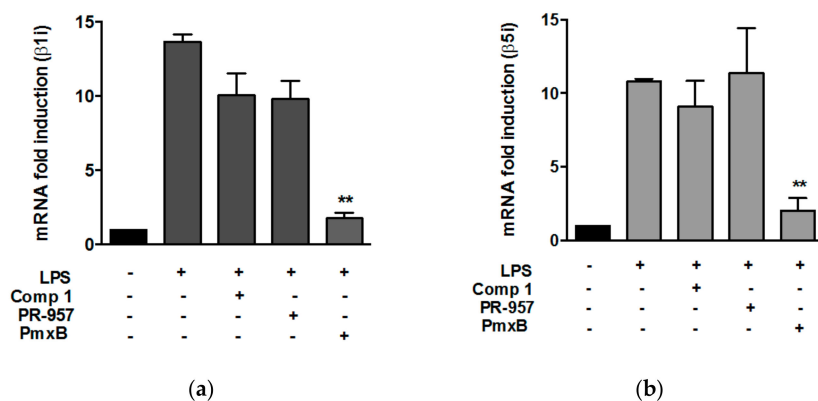 mRNA fold induction (β1i)
15
10
5
0
**
LPS - + + + +
Comp 1 - - + - -
PR-957 - - - + -
PmxB - - - - +
(a)
mRNA fold induction (β5i)
15
10
5
0
**
LPS - + + + +
Comp 1 - - + - -
PR-957 - - - + -
PmxB - - - - +
(b)